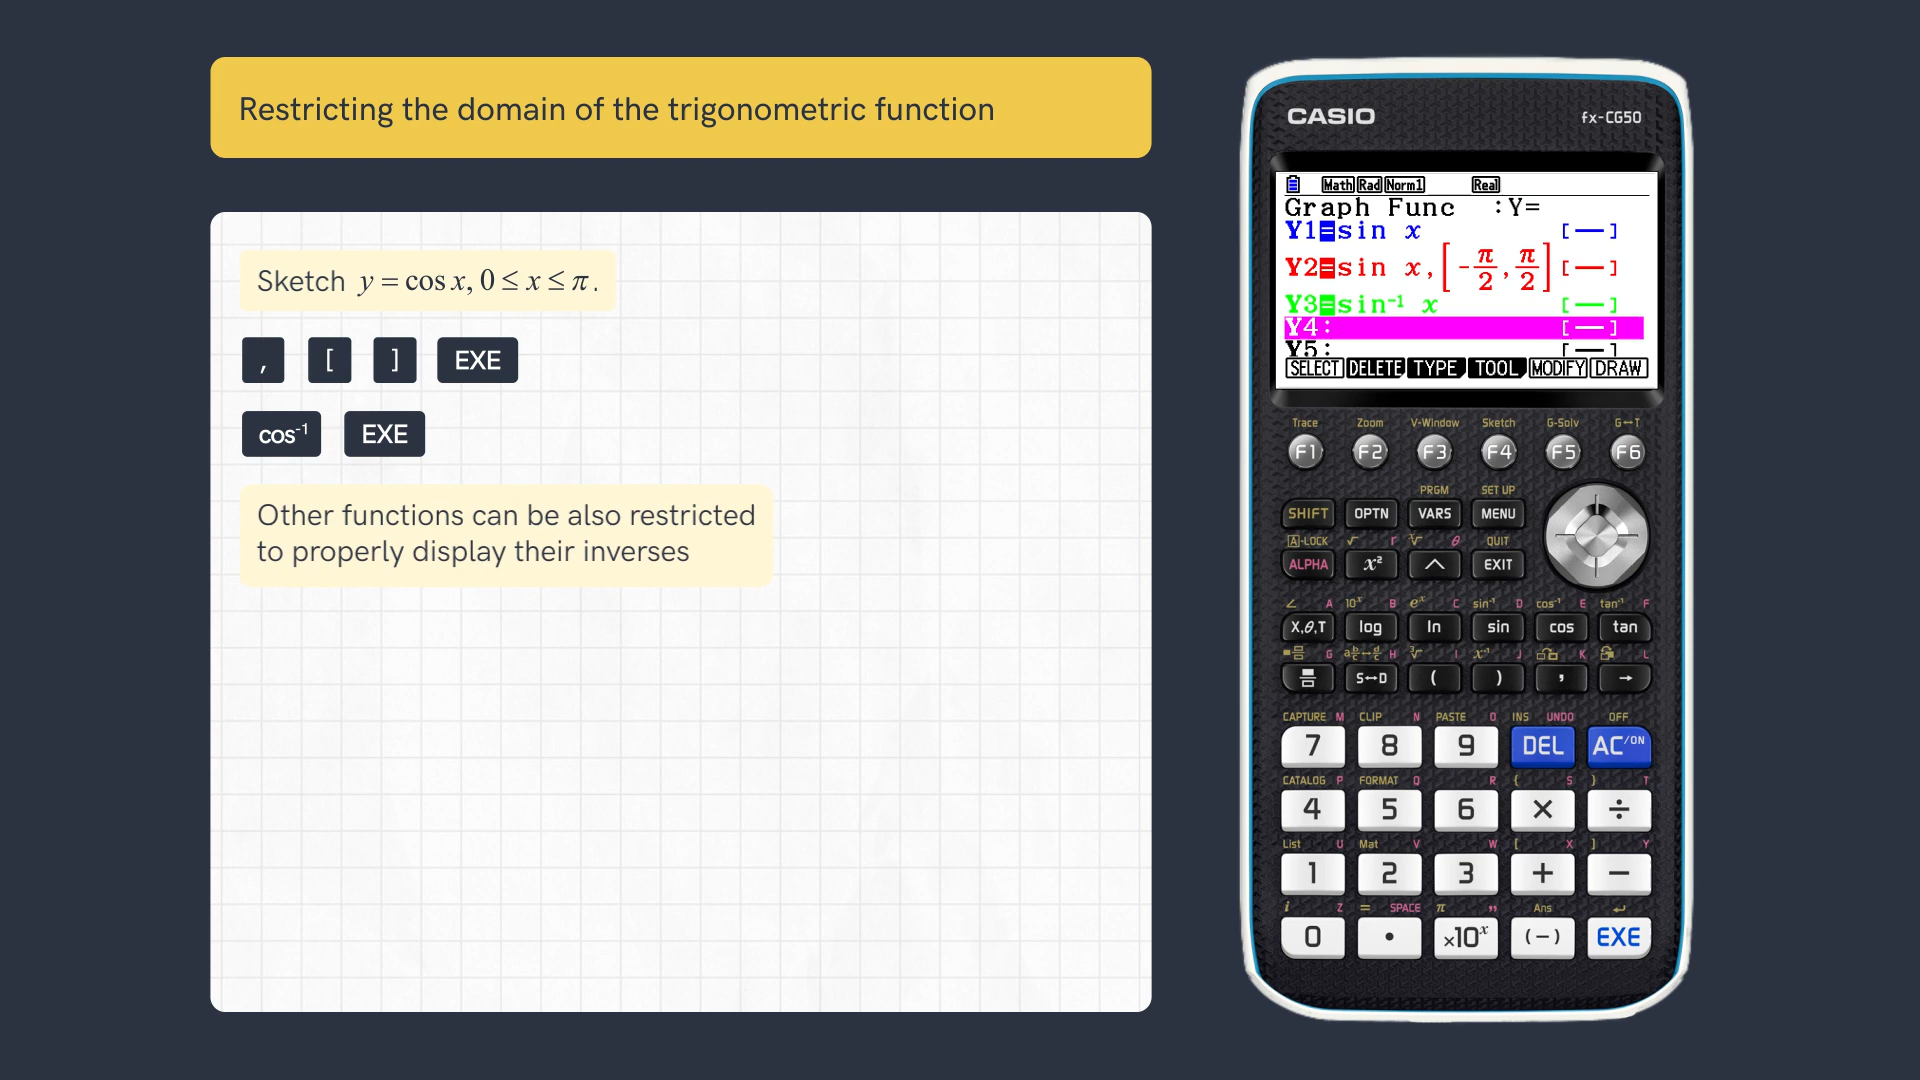 Restricting the domain of the trigonometric function
Sketch y = cos x, 0 ≤ x ≤ π.
, [ ] EXE
cos⁻¹ EXE
Other functions can be also restricted
to properly display their inverses
CASIO fx-CG50
Math Rad Norm1 Real
Graph Func :Y=
Y1=sin x [—]
Y2=sin x,[-π/2,π/2] [—]
Y3=sin⁻¹ x [—]
Y4: [—]
Y5: [—]
SELECT DELETE TYPE TOOL MODIFY DRAW
Trace Zoom V-Window Sketch G-Solv G↔T
F1 F2 F3 F4 F5 F6
PRGM SET UP
SHIFT OPTN VARS MENU
A-LOCK √ r ˣ√ θ QUIT
ALPHA x² ^ EXIT
∠ A 10ˣ B eˣ C sin⁻¹ D cos⁻¹ E tan⁻¹ F
X,θ,T log ln sin cos tan
G a b/c↔d/c H ³√ I x⁻¹ J K L
S↔D ( ) , →
CAPTURE M CLIP N PASTE O INS UNDO OFF
7 8 9 DEL AC/ON
CATALOG P FORMAT Q R { S } T
4 5 6 × ÷
List U Mat V W [ X ] Y
1 2 3 + −
i Z = SPACE π " Ans ↵
0 • ×10ˣ (−) EXE